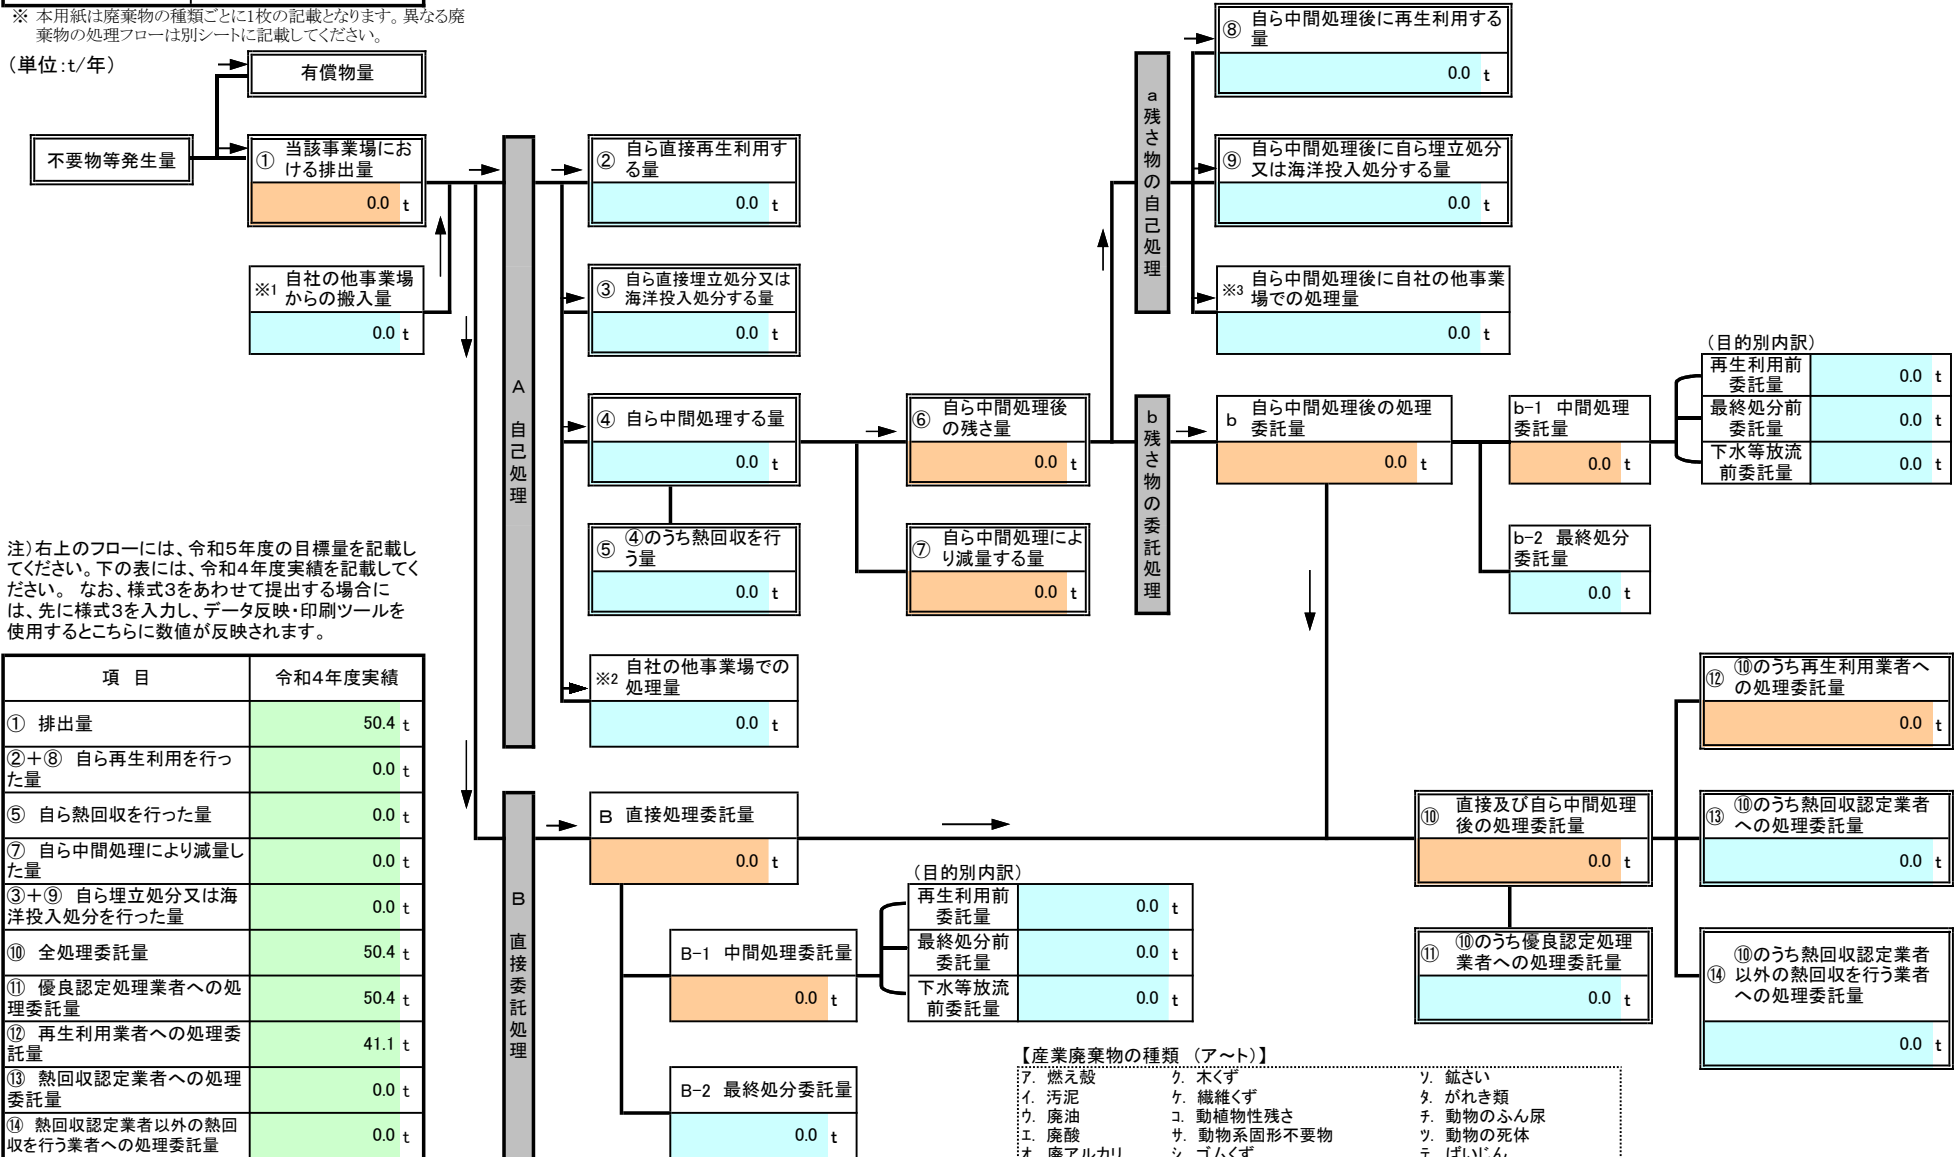 ※ 本用紙は廃棄物の種類ごとに1枚の記載となります。異なる廃
棄物の処理フローは別シートに記載してください。
（単位:t/年）
有償物量
不要物等発生量
① 当該事業場にお
ける排出量
0.0 t
※1 自社の他事業場
からの搬入量
0.0 t
A 自己処理
② 自ら直接再生利用す
る量
0.0 t
③ 自ら直接埋立処分又は
海洋投入処分する量
0.0 t
④ 自ら中間処理する量
0.0 t
⑤ ④のうち熱回収を行
う量
0.0 t
※2 自社の他事業場での
処理量
0.0 t
⑥ 自ら中間処理後
の残さ量
0.0 t
⑦ 自ら中間処理によ
り減量する量
0.0 t
a 残さ物の自己処理
⑧ 自ら中間処理後に再生利用する
量
0.0 t
⑨ 自ら中間処理後に自ら埋立処分
又は海洋投入処分する量
0.0 t
※3 自ら中間処理後に自社の他事業
場での処理量
0.0 t
b 残さ物の委託処理
b 自ら中間処理後の処理
委託量
0.0 t
b-1 中間処理
委託量
0.0 t
（目的別内訳）
再生利用前
委託量
0.0 t
最終処分前
委託量
0.0 t
下水等放流
前委託量
0.0 t
b-2 最終処分
委託量
0.0 t
注）右上のフローには、令和5年度の目標量を記載し
てください。下の表には、令和4年度実績を記載してく
ださい。 なお、様式3をあわせて提出する場合に
は、先に様式3を入力し、データ反映・印刷ツールを
使用するとこちらに数値が反映されます。
項 目 令和4年度実績
① 排出量 50.4 t
②＋⑧ 自ら再生利用を行っ
た量 0.0 t
⑤ 自ら熱回収を行った量 0.0 t
⑦ 自ら中間処理により減量し
た量 0.0 t
③＋⑨ 自ら埋立処分又は海
洋投入処分を行った量 0.0 t
⑩ 全処理委託量 50.4 t
⑪ 優良認定処理業者への処
理委託量 50.4 t
⑫ 再生利用業者への処理委
託量 41.1 t
⑬ 熱回収認定業者への処理
委託量 0.0 t
⑭ 熱回収認定業者以外の熱回
収を行う業者への処理委託量 0.0 t
B 直接委託処理
B 直接処理委託量
0.0 t
B-1 中間処理委託量
0.0 t
（目的別内訳）
再生利用前
委託量
0.0 t
最終処分前
委託量
0.0 t
下水等放流
前委託量
0.0 t
B-2 最終処分委託量
0.0 t
⑩ 直接及び自ら中間処理
後の処理委託量
0.0 t
⑪ ⑩のうち優良認定処理
業者への処理委託量
0.0 t
⑫ ⑩のうち再生利用業者へ
の処理委託量
0.0 t
⑬ ⑩のうち熱回収認定業者
への処理委託量
0.0 t
⑭ ⑩のうち熱回収認定業者
以外の熱回収を行う業者
への処理委託量
0.0 t
【産業廃棄物の種類 （ア～ト）】
ア. 燃え殻 ク. 木くず ソ. 鉱さい
イ. 汚泥 ケ. 繊維くず タ. がれき類
ウ. 廃油 コ. 動植物性残さ チ. 動物のふん尿
エ. 廃酸 サ. 動物系固形不要物 ツ. 動物の死体
オ. 廃アルカリ シ. ゴムくず テ. ばいじん